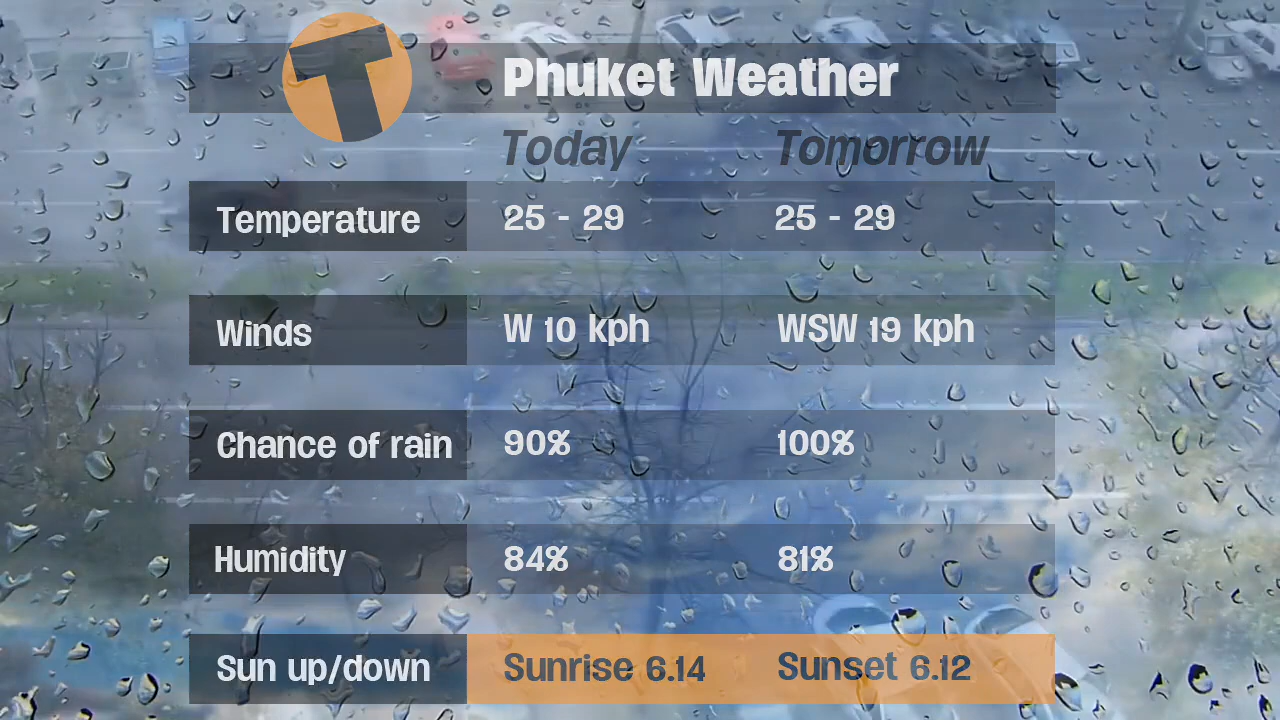 T
Phuket Weather
Today Tomorrow
Temperature 25 - 29 25 - 29
Winds W 10 kph WSW 19 kph
Chance of rain 90% 100%
Humidity 84% 81%
Sun up/down Sunrise 6.14 Sunset 6.12